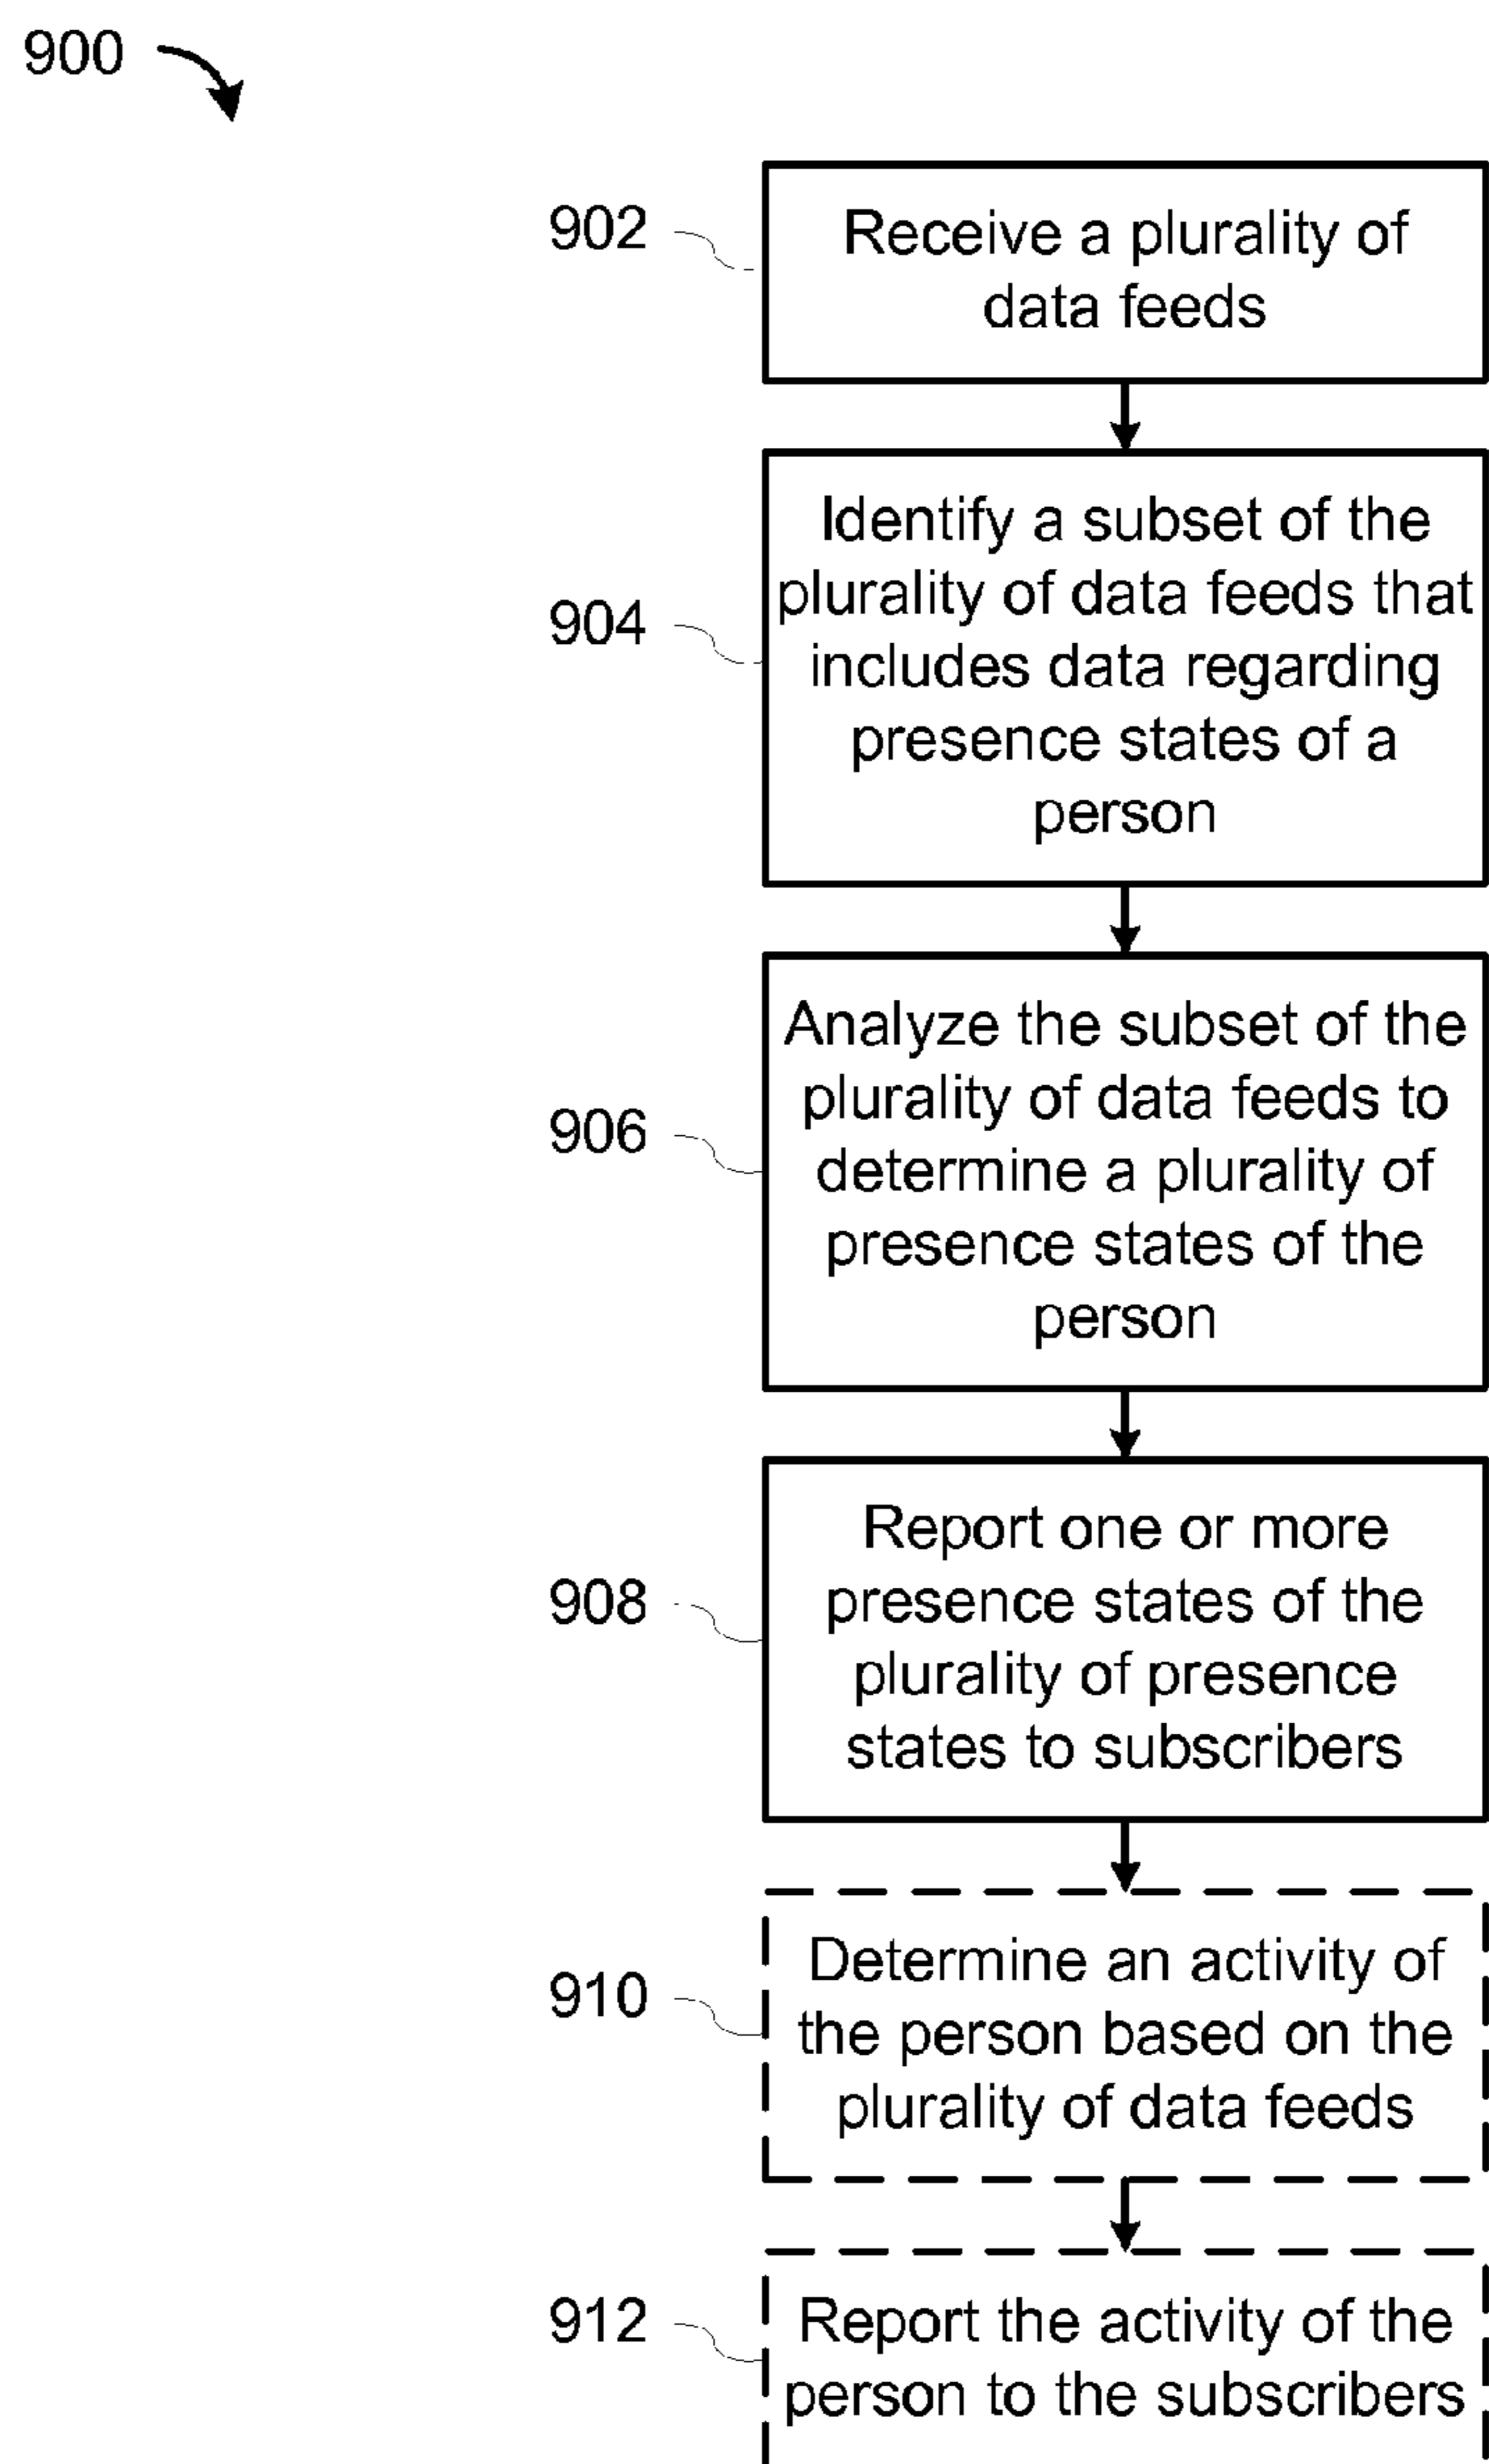 900
902
Receive a plurality of
data feeds
904
Identify a subset of the
plurality of data feeds that
includes data regarding
presence states of a
person
906
Analyze the subset of the
plurality of data feeds to
determine a plurality of
presence states of the
person
908
Report one or more
presence states of the
plurality of presence
states to subscribers
910
Determine an activity of
the person based on the
plurality of data feeds
912
Report the activity of the
person to the subscribers